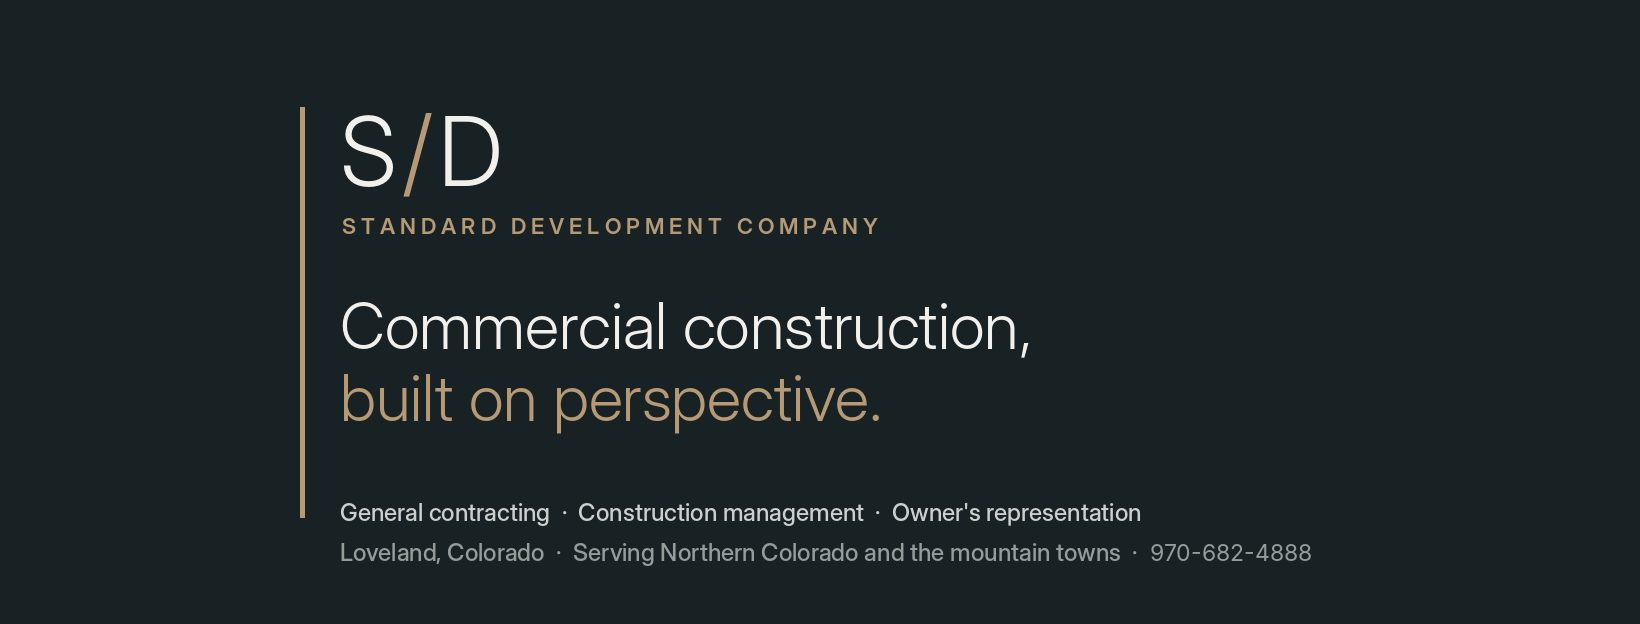 S/D
STANDARD DEVELOPMENT COMPANY
Commercial construction,
built on perspective.
General contracting · Construction management · Owner's representation
Loveland, Colorado · Serving Northern Colorado and the mountain towns · 970-682-4888